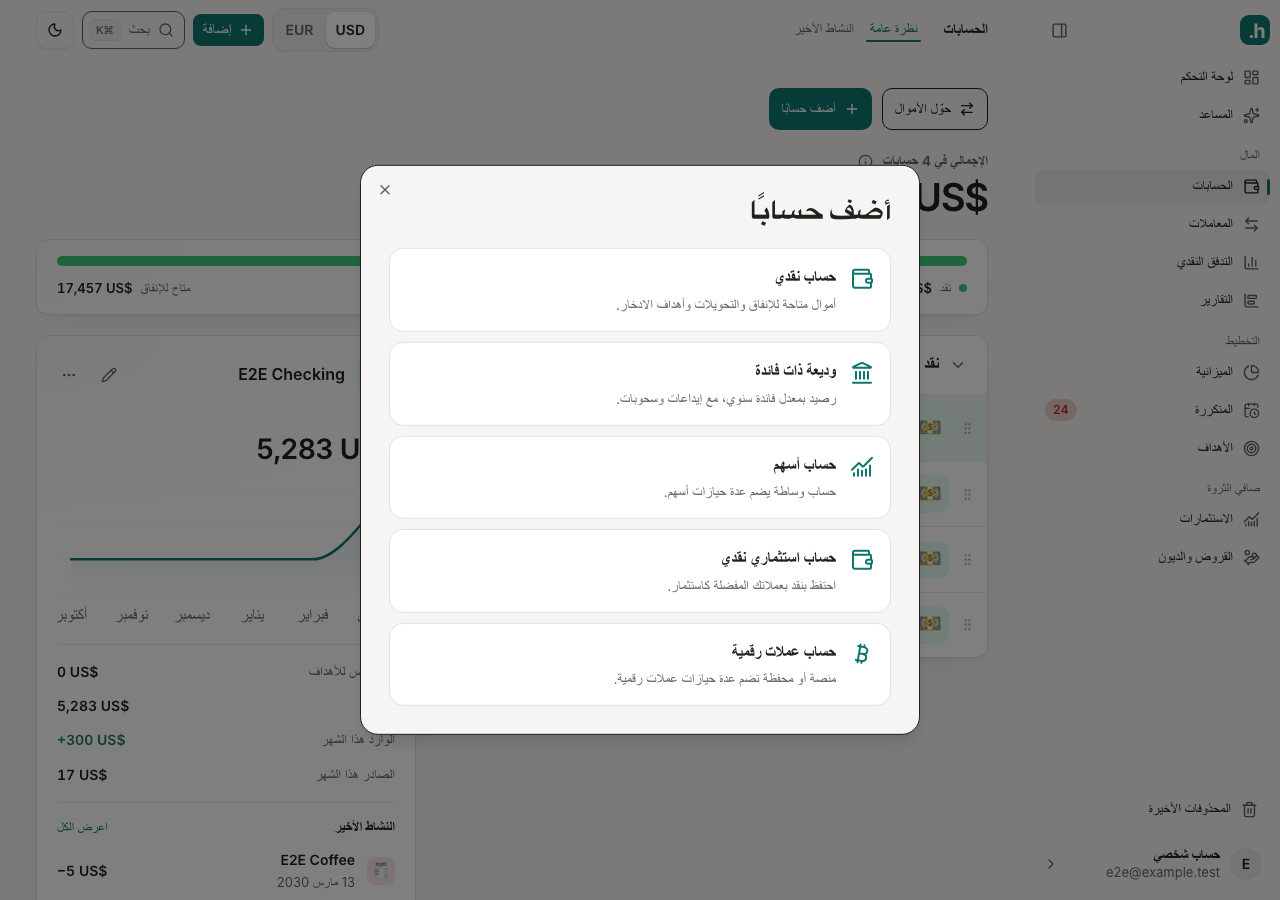 .h
لوحة التحكم
المساعد
المال
الحسابات
المعاملات
التدفق النقدي
التقارير
التخطيط
الميزانية
المتكررة
24
الأهداف
صافي الثروة
الاستثمارات
القروض والديون
المحذوفات الأخيرة
E
حساب شخصي
e2e@example.test
الحسابات
نظرة عامة
النشاط الأخير
USD
EUR
إضافة
بحث
⌘K
حوّل الأموال
أضف حسابًا
الإجمالي في 4 حسابات
US$
نقد
متاح للإنفاق
17,457 US$
نقد
E2E Checking
أكتوبر
نوفمبر
ديسمبر
يناير
فبراير
0 US$
5,283 US$
الوارد هذا الشهر
+300 US$
الصادر هذا الشهر
17 US$
النشاط الأخير
اعرض الكل
E2E Coffee
13 مارس 2030
−5 US$
أضف حسابًا
حساب نقدي
أموال متاحة للإنفاق والتحويلات وأهداف الادخار.
وديعة ذات فائدة
رصيد بمعدل فائدة سنوي، مع إيداعات وسحوبات.
حساب أسهم
حساب وساطة يضم عدة حيازات أسهم.
حساب استثماري نقدي
احتفظ بنقد بعملاتك المفضلة كاستثمار.
حساب عملات رقمية
منصة أو محفظة تضم عدة حيازات عملات رقمية.